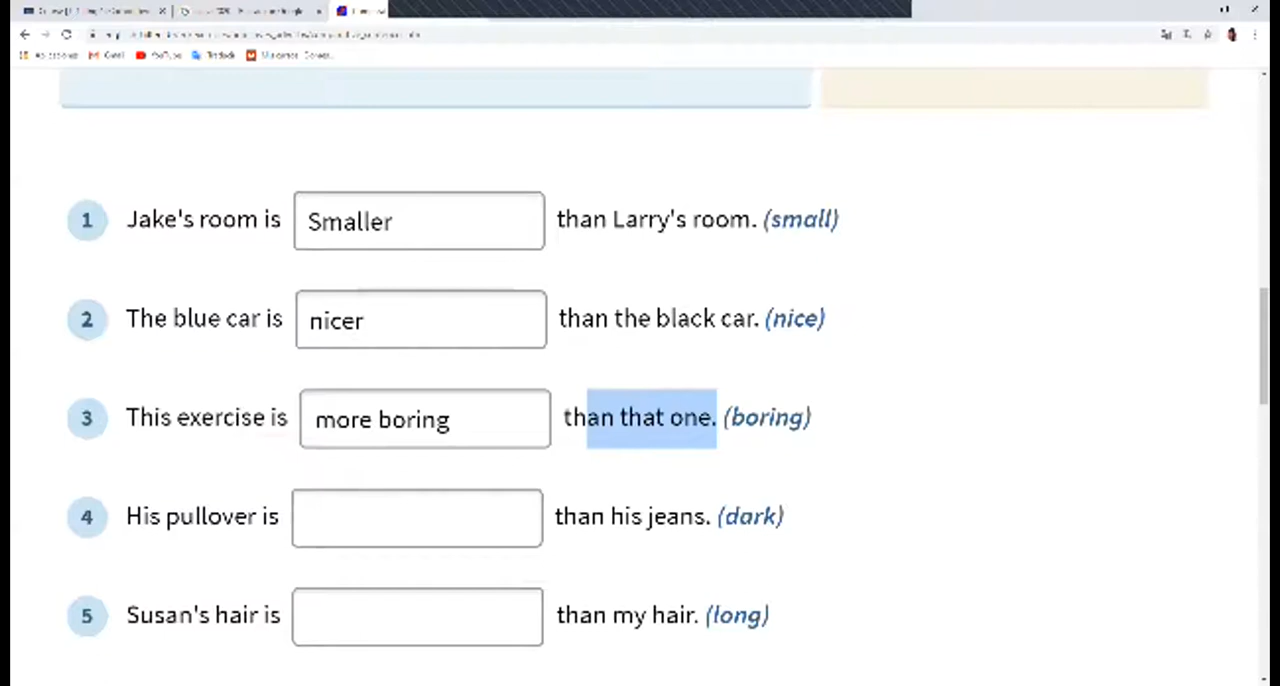 Gmail
YouTube
1 Jake's room is Smaller than Larry's room. (small)
2 The blue car is nicer than the black car. (nice)
3 This exercise is more boring than that one. (boring)
4 His pullover is than his jeans. (dark)
5 Susan's hair is than my hair. (long)